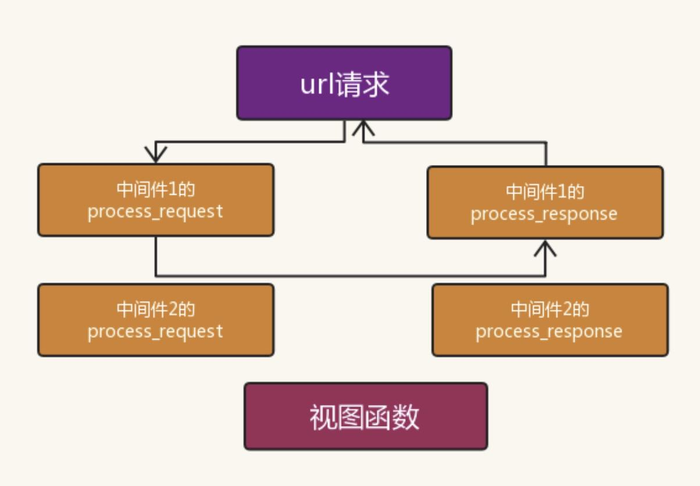 url请求
中间件1的
process_request
中间件1的
process_response
中间件2的
process_request
中间件2的
process_response
视图函数